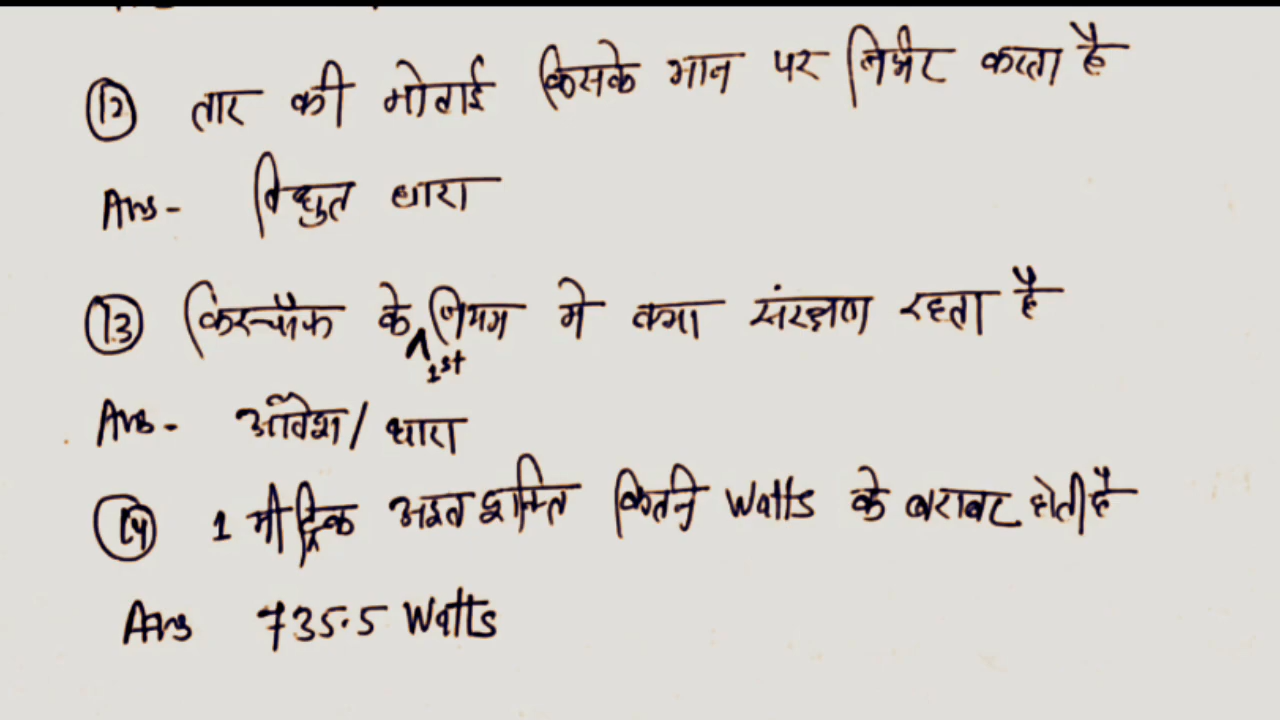 (12) तार की मोटाई किसके मान पर निर्भर करता है
Ans - विधुत धारा
(13) किरचौफ के 1st नियम मे क्या संरक्षण रहता है
Ans - आवेश / धारा
(14) 1 मीट्रिक अश्व शक्ति कितने Watts के बराबर होती है
Ans 735.5 Watts